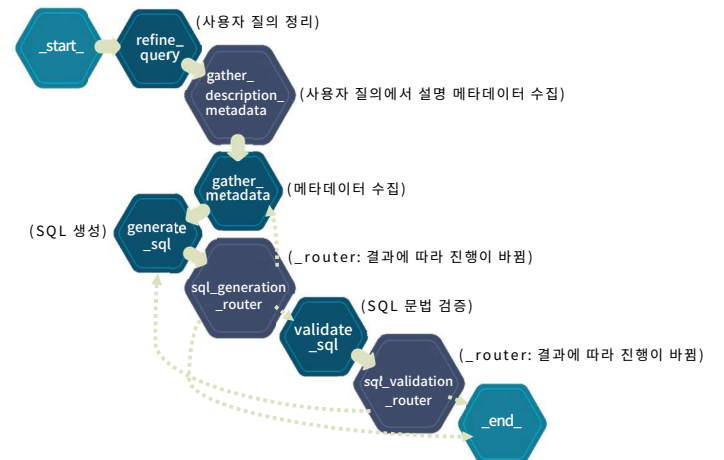 (사용자 질의 정리)
_start_
refine_
query
gather_
description_
metadata
(사용자 질의에서 설명 메타데이터 수집)
gather_
metadata
(메타데이터 수집)
(SQL 생성)
generate
_sql
(_router: 결과에 따라 진행이 바뀜)
sql_generation
_router
(SQL 문법 검증)
validate
_sql
(_router: 결과에 따라 진행이 바뀜)
sql_validation
_router
_end_